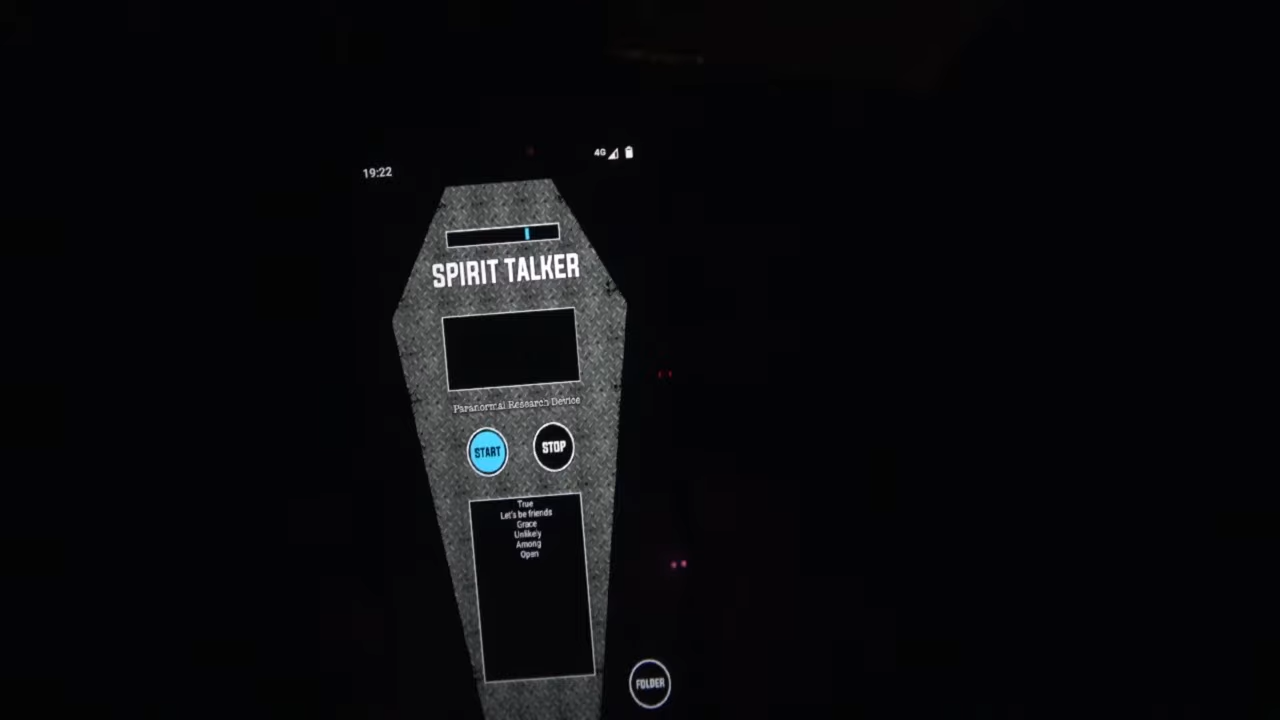 19:22
4G
SPIRIT TALKER
Paranormal Research Device
START
STOP
True
Let's be friends
Grace
Unlikely
Among
Open
FOLDER